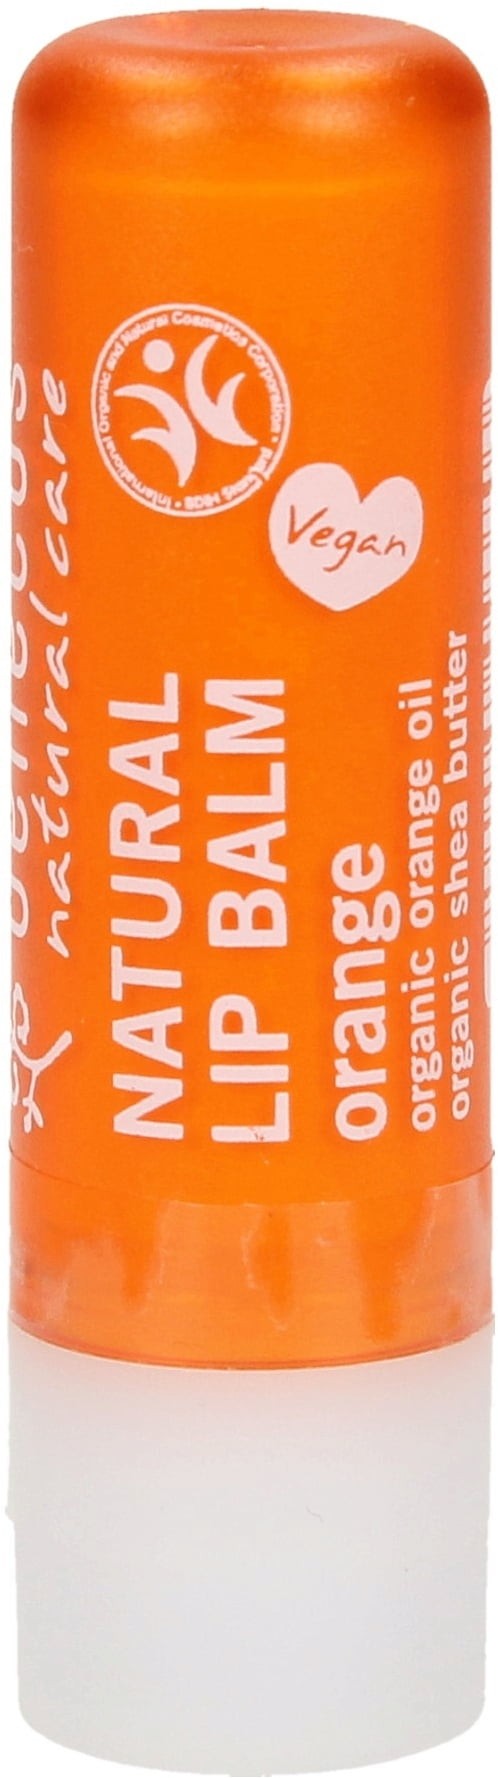 natural care
International Organic and Natural Cosmetics Corporation
BDIH
Vegan
NATURAL
LIP BALM
orange
organic orange oil
organic shea butter